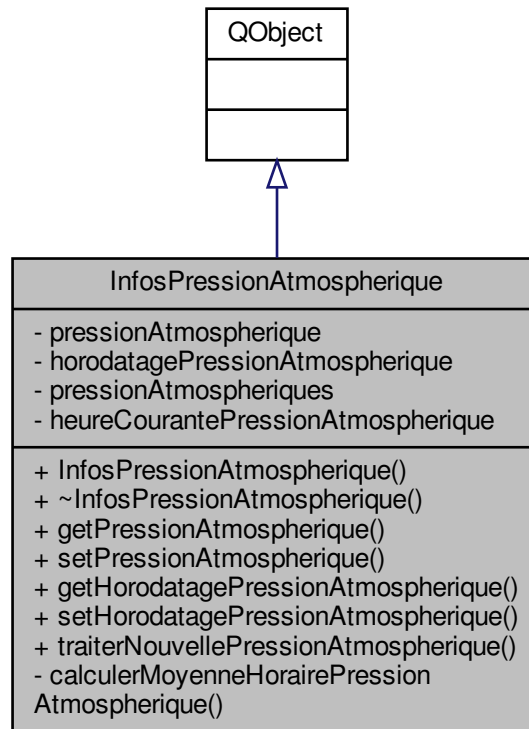 QObject
InfosPressionAtmospherique
- pressionAtmospherique
- horodatagePressionAtmospherique
- pressionAtmospheriques
- heureCourantePressionAtmospherique
+ InfosPressionAtmospherique()
+ ~InfosPressionAtmospherique()
+ getPressionAtmospherique()
+ setPressionAtmospherique()
+ getHorodatagePressionAtmospherique()
+ setHorodatagePressionAtmospherique()
+ traiterNouvellePressionAtmospherique()
- calculerMoyenneHorairePression
Atmospherique()